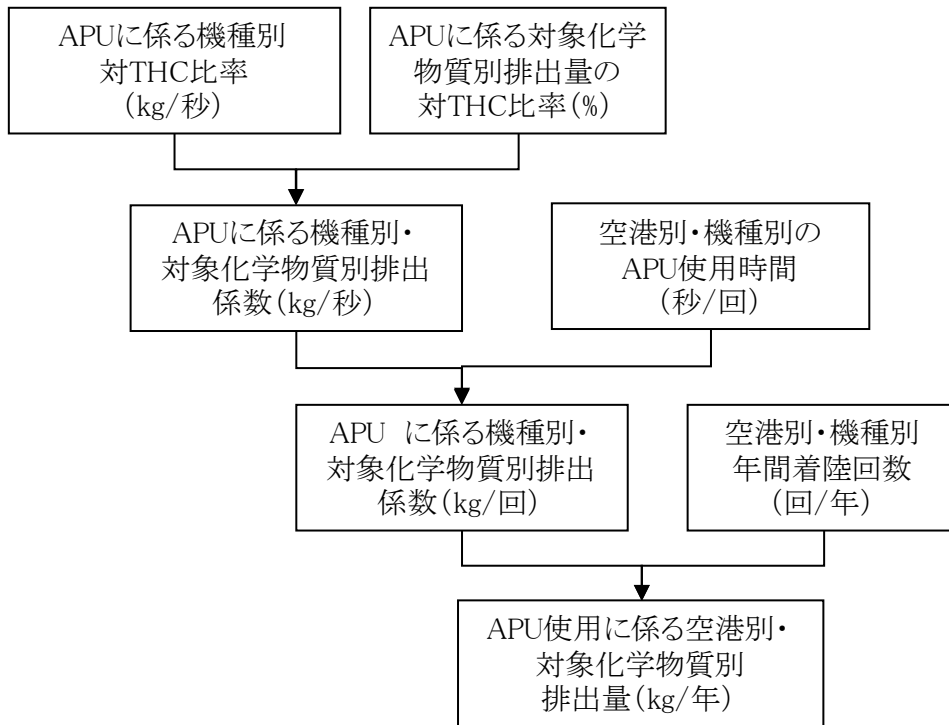 APUに係る機種別
対THC比率
(kg/秒)
APUに係る対象化学
物質別排出量の
対THC比率(%)
APUに係る機種別・
対象化学物質別排出
係数(kg/秒)
空港別・機種別の
APU使用時間
(秒/回)
APU に係る機種別・
対象化学物質別排出
係数(kg/回)
空港別・機種別
年間着陸回数
(回/年)
APU使用に係る空港別・
対象化学物質別
排出量(kg/年)